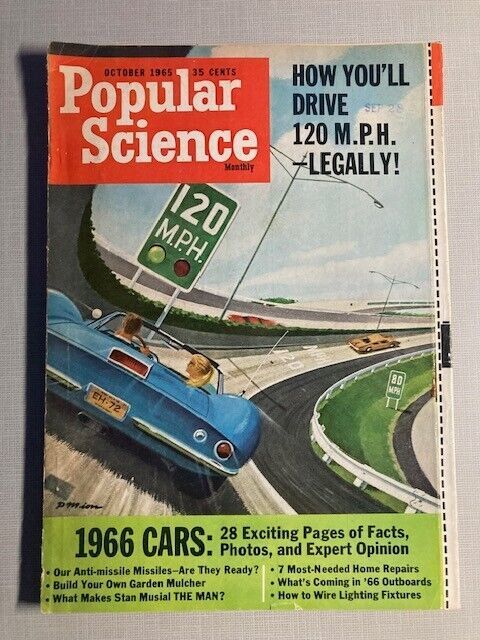 OCTOBER 1965 35 CENTS
Popular
Science
Monthly
HOW YOU'LL
DRIVE
SEP 28
120 M.P.H.
–LEGALLY!
120
M.P.H.
80
MPH
EH-72
P Mion
1966 CARS: 28 Exciting Pages of Facts,
Photos, and Expert Opinion
• Our Anti-missile Missiles–Are They Ready?
• Build Your Own Garden Mulcher
• What Makes Stan Musial THE MAN?
• 7 Most-Needed Home Repairs
• What's Coming in '66 Outboards
• How to Wire Lighting Fixtures